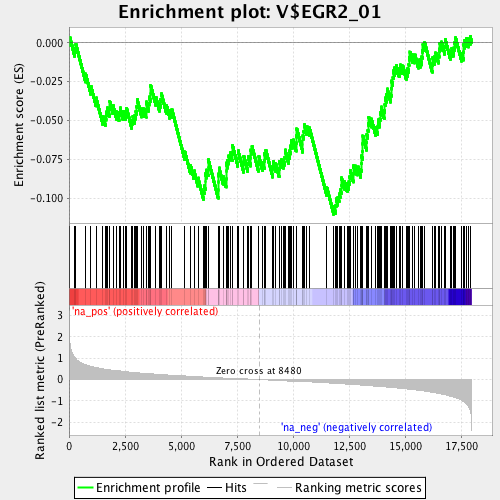 Enrichment plot: V$EGR2_01
Enrichment score (ES)
0.000
-0.025
-0.050
-0.075
-0.100
'na_pos' (positively correlated)
Ranked list metric (PreRanked)
3
2
1
0
-1
-2
Zero cross at 8480
'na_neg' (negatively correlated)
0
2,500
5,000
7,500
10,000
12,500
15,000
17,500
Rank in Ordered Dataset
Enrichment profile
Hits
Ranking metric scores